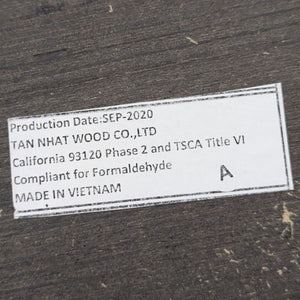 Production Date:SEP-2020
TAN NHAT WOOD CO.,LTD
California 93120 Phase 2 and TSCA Title VI
Compliant for Formaldehyde
A
MADE IN VIETNAM